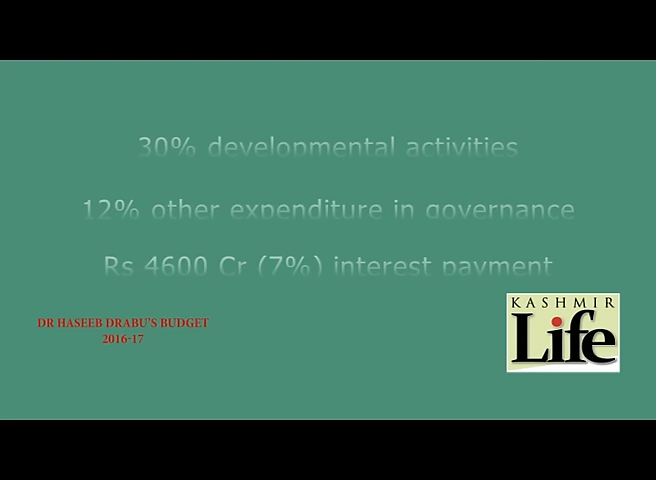 30% developmental activities
12% other expenditure in governance
Rs 4600 Cr (7%) interest payment
DR HASEEB DRABU'S BUDGET
2016-17
KASHMIR
Life